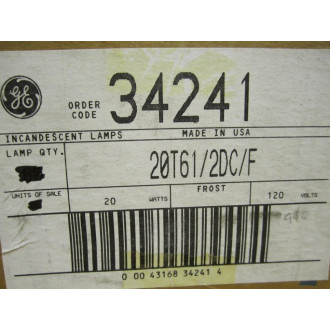 GE
ORDER CODE 34241
INCANDESCENT LAMPS MADE IN USA
LAMP QTY. 20T61/2DC/F
UNITS OF SALE
FROST
20 WATTS 120 VOLTS
0 00 43168 34241 4